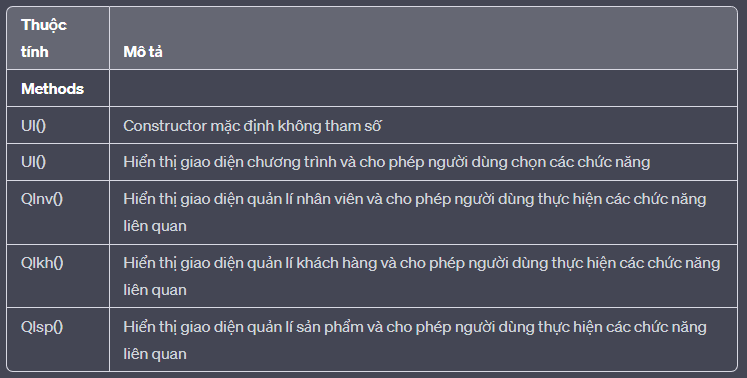 Thuộc
tính
Mô tả
Methods
UI()
Constructor mặc định không tham số
UI()
Hiển thị giao diện chương trình và cho phép người dùng chọn các chức năng
Qlnv()
Hiển thị giao diện quản lí nhân viên và cho phép người dùng thực hiện các chức năng
liên quan
Qlkh()
Hiển thị giao diện quản lí khách hàng và cho phép người dùng thực hiện các chức năng
liên quan
Qlsp()
Hiển thị giao diện quản lí sản phẩm và cho phép người dùng thực hiện các chức năng
liên quan